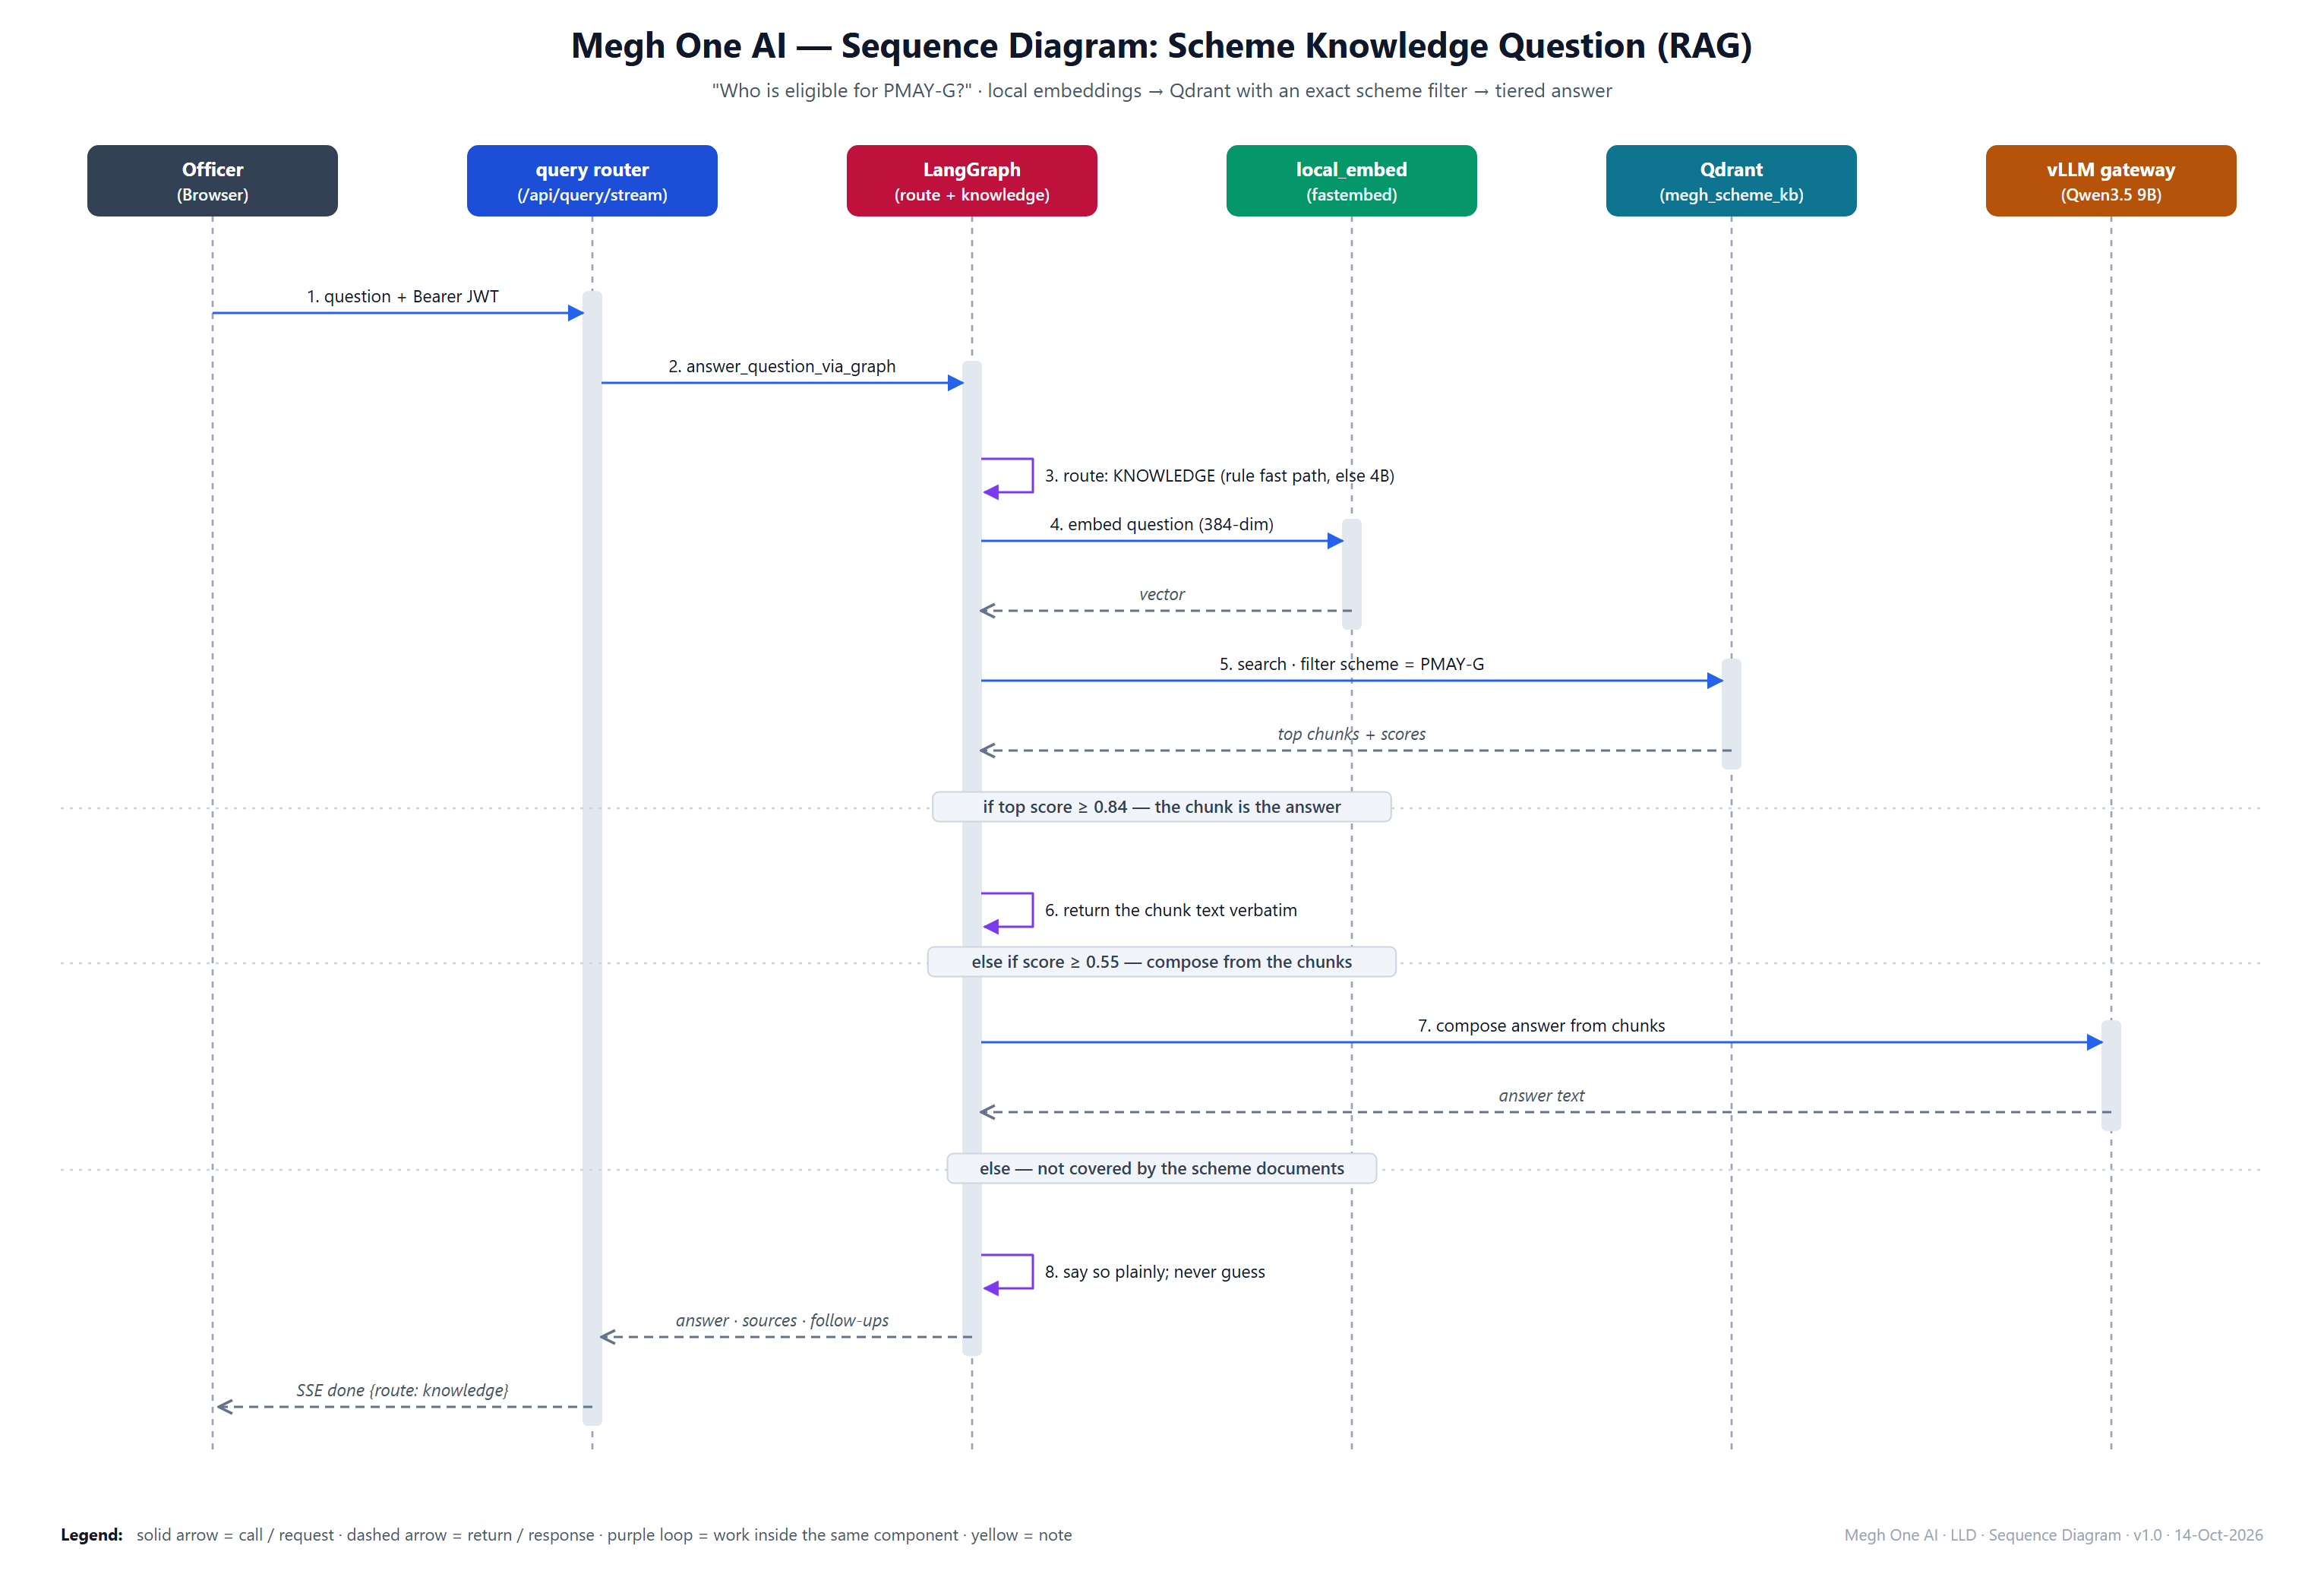 Megh One AI — Sequence Diagram: Scheme Knowledge Question (RAG)
"Who is eligible for PMAY-G?" · local embeddings → Qdrant with an exact scheme filter → tiered answer
Officer
(Browser)
query router
(/api/query/stream)
LangGraph
(route + knowledge)
local_embed
(fastembed)
Qdrant
(megh_scheme_kb)
vLLM gateway
(Qwen3.5 9B)
1. question + Bearer JWT
2. answer_question_via_graph
3. route: KNOWLEDGE (rule fast path, else 4B)
4. embed question (384-dim)
vector
5. search · filter scheme = PMAY-G
top chunks + scores
if top score ≥ 0.84 — the chunk is the answer
6. return the chunk text verbatim
else if score ≥ 0.55 — compose from the chunks
7. compose answer from chunks
answer text
else — not covered by the scheme documents
8. say so plainly; never guess
answer · sources · follow-ups
SSE done {route: knowledge}
Legend: solid arrow = call / request · dashed arrow = return / response · purple loop = work inside the same component · yellow = note
Megh One AI · LLD · Sequence Diagram · v1.0 · 14-Oct-2026